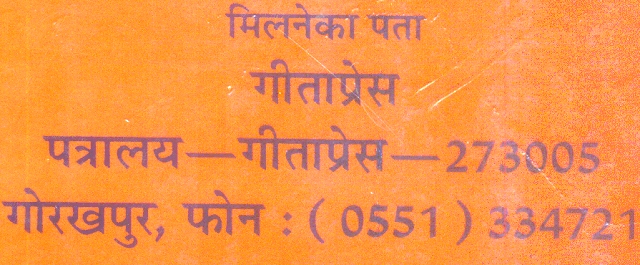 मिलनेका पता
गीताप्रेस
पत्रालय—गीताप्रेस—273005
गोरखपुर, फोन : ( 0551 ) 334721